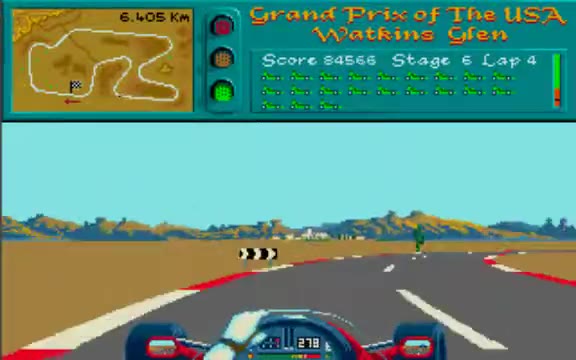 6.405 Km
Grand Prix of The USA
Watkins Glen
Score 84566 Stage 6 Lap 4
278